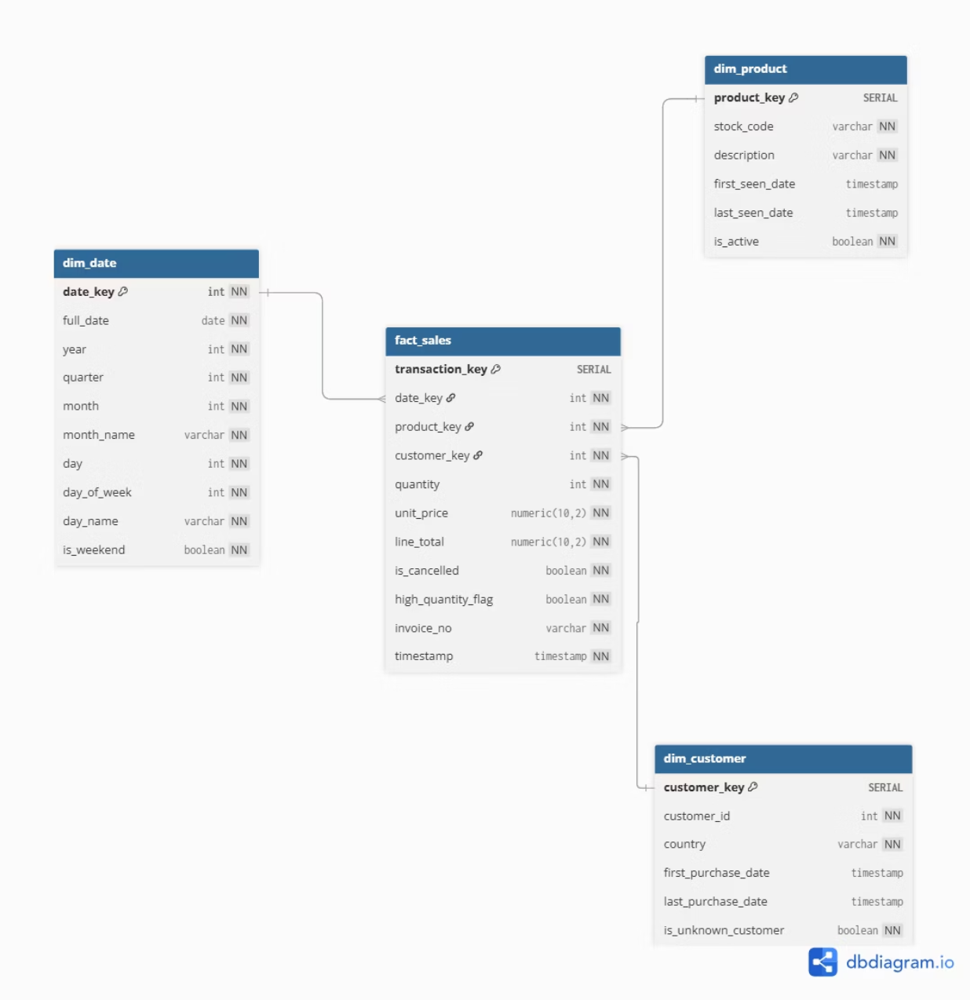 dim_product
product_key SERIAL
stock_code varchar NN
description varchar NN
first_seen_date timestamp
last_seen_date timestamp
is_active boolean NN
dim_date
date_key int NN
full_date date NN
year int NN
quarter int NN
month int NN
month_name varchar NN
day int NN
day_of_week int NN
day_name varchar NN
is_weekend boolean NN
fact_sales
transaction_key SERIAL
date_key int NN
product_key int NN
customer_key int NN
quantity int NN
unit_price numeric(10,2) NN
line_total numeric(10,2) NN
is_cancelled boolean NN
high_quantity_flag boolean NN
invoice_no varchar NN
timestamp timestamp NN
dim_customer
customer_key SERIAL
customer_id int NN
country varchar NN
first_purchase_date timestamp
last_purchase_date timestamp
is_unknown_customer boolean NN
dbdiagram.io